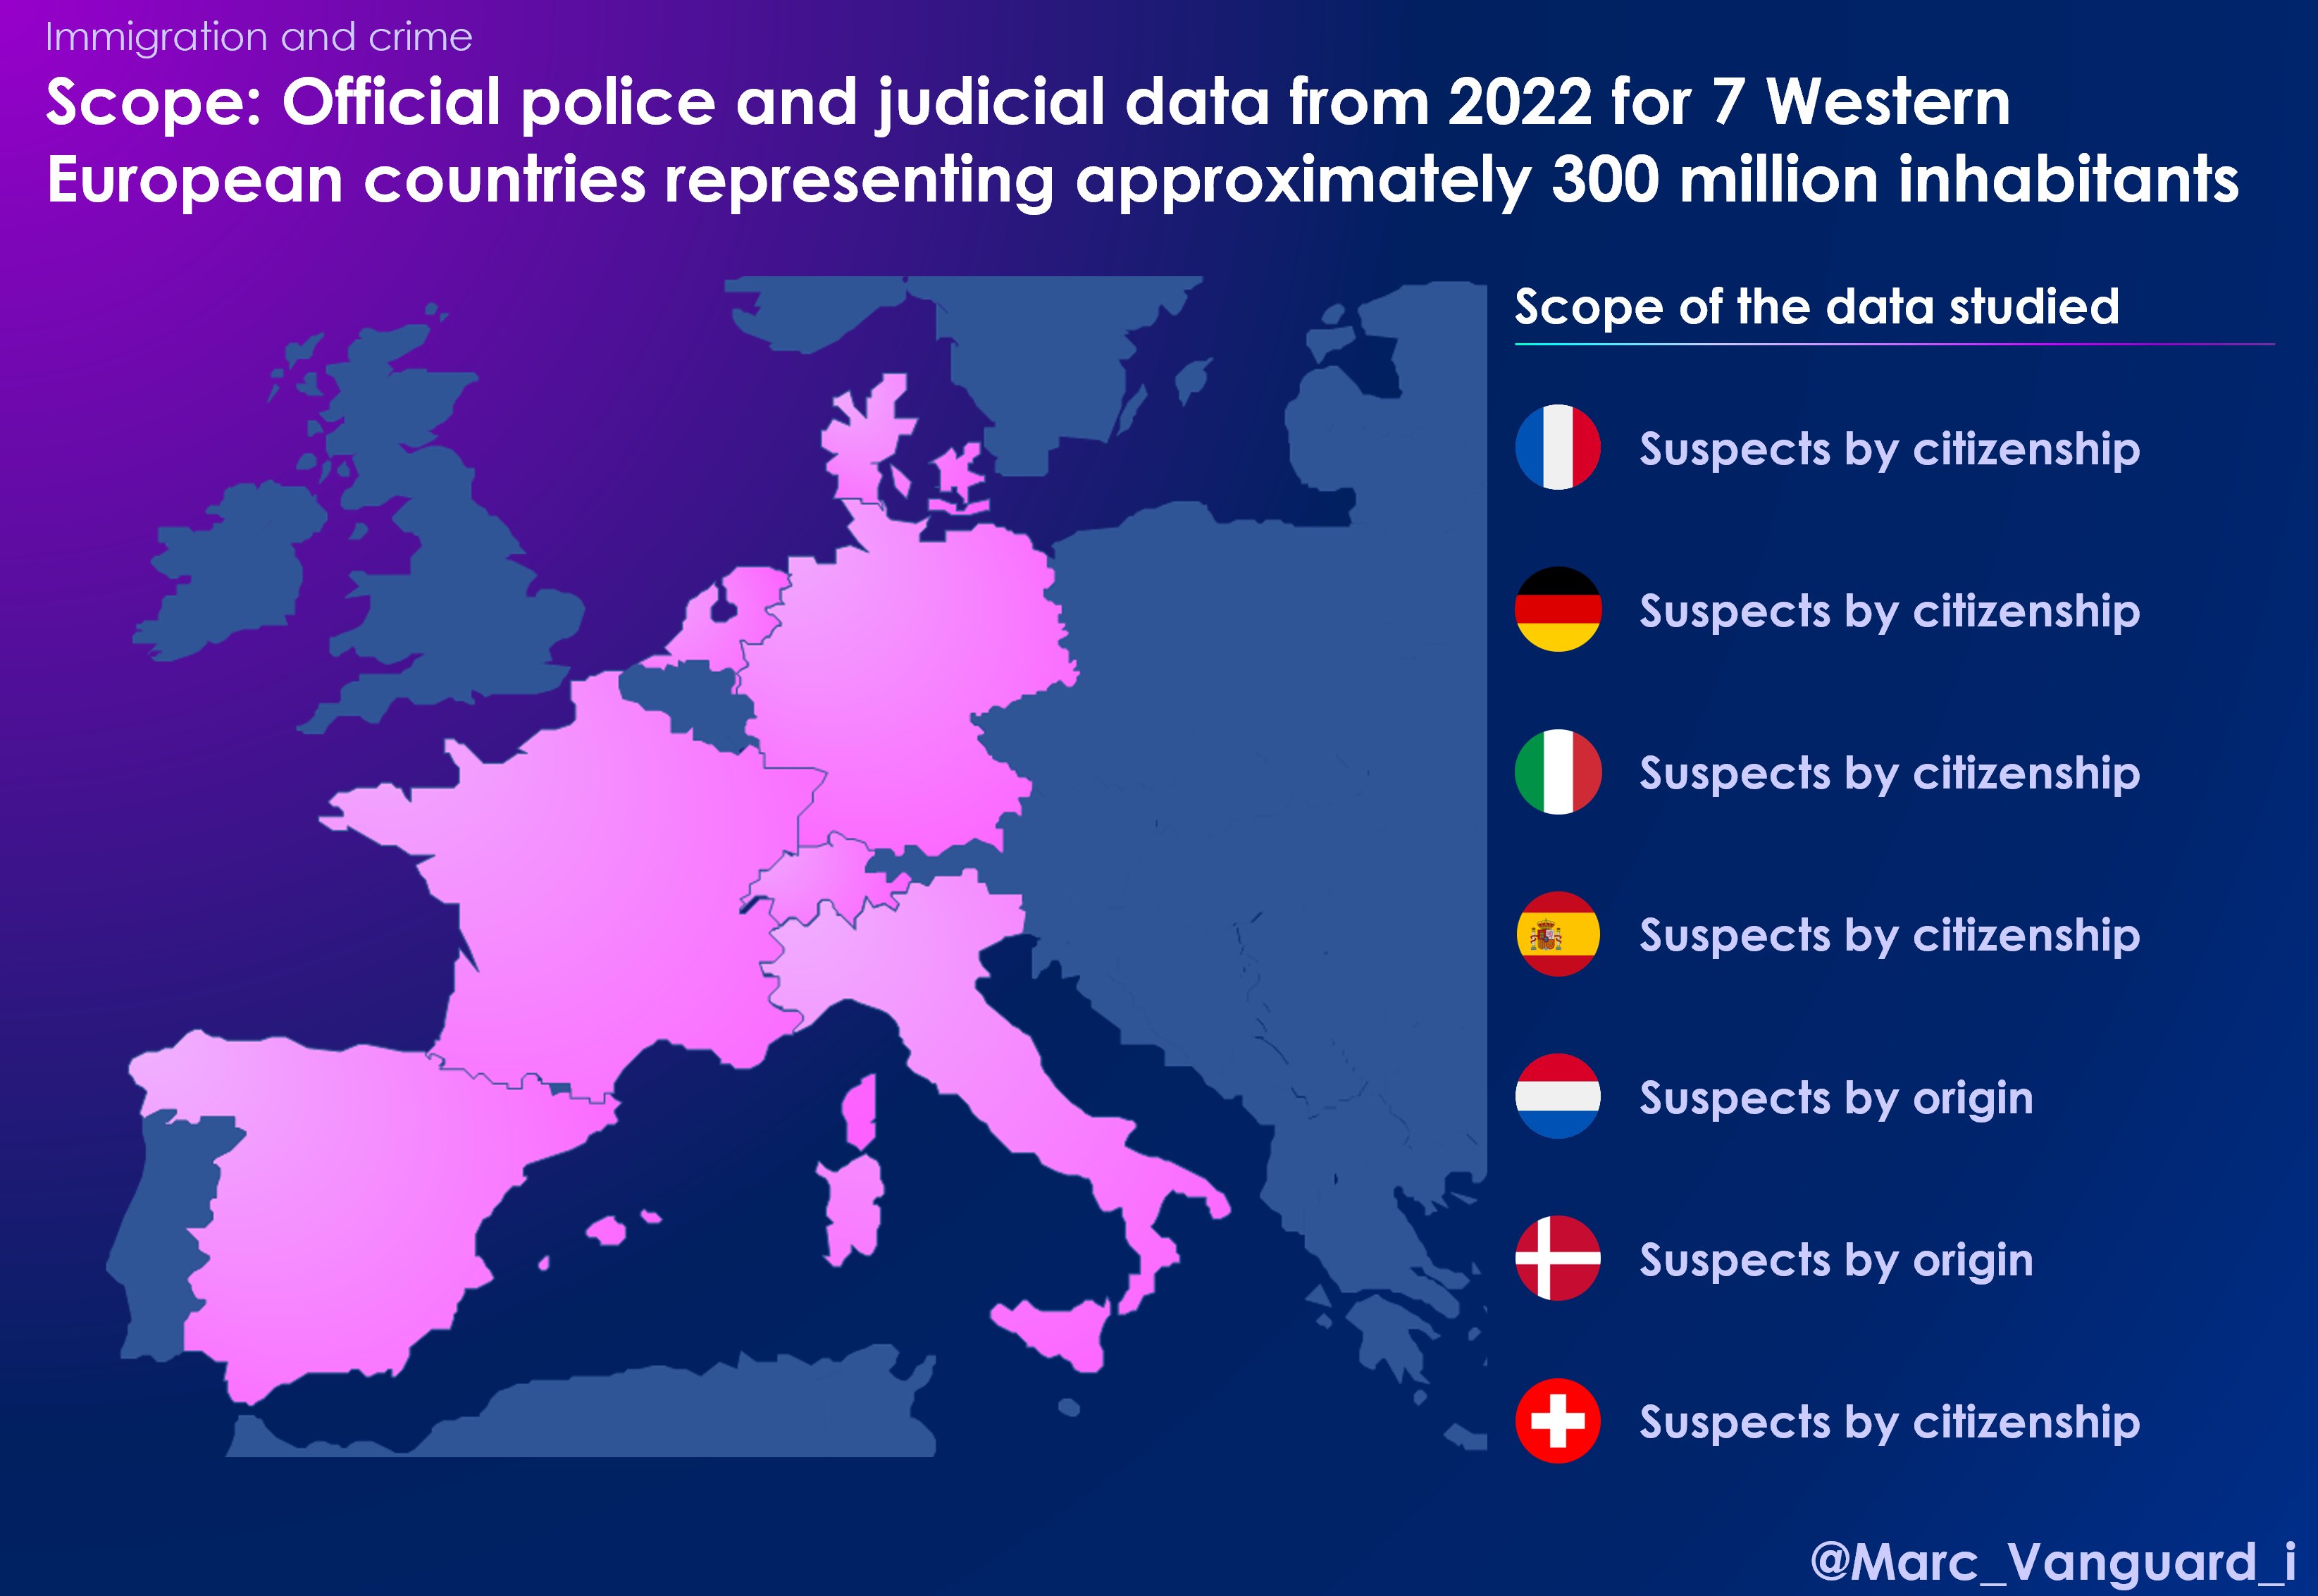 Immigration and crime
Scope: Official police and judicial data from 2022 for 7 Western
European countries representing approximately 300 million inhabitants
Scope of the data studied
Suspects by citizenship
Suspects by citizenship
Suspects by citizenship
Suspects by citizenship
Suspects by origin
Suspects by origin
Suspects by citizenship
@Marc_Vanguard_i